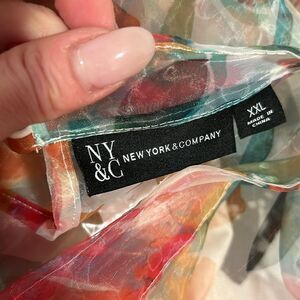 NY
&C
NEW YORK & COMPANY
XXL
MADE IN
CHINA